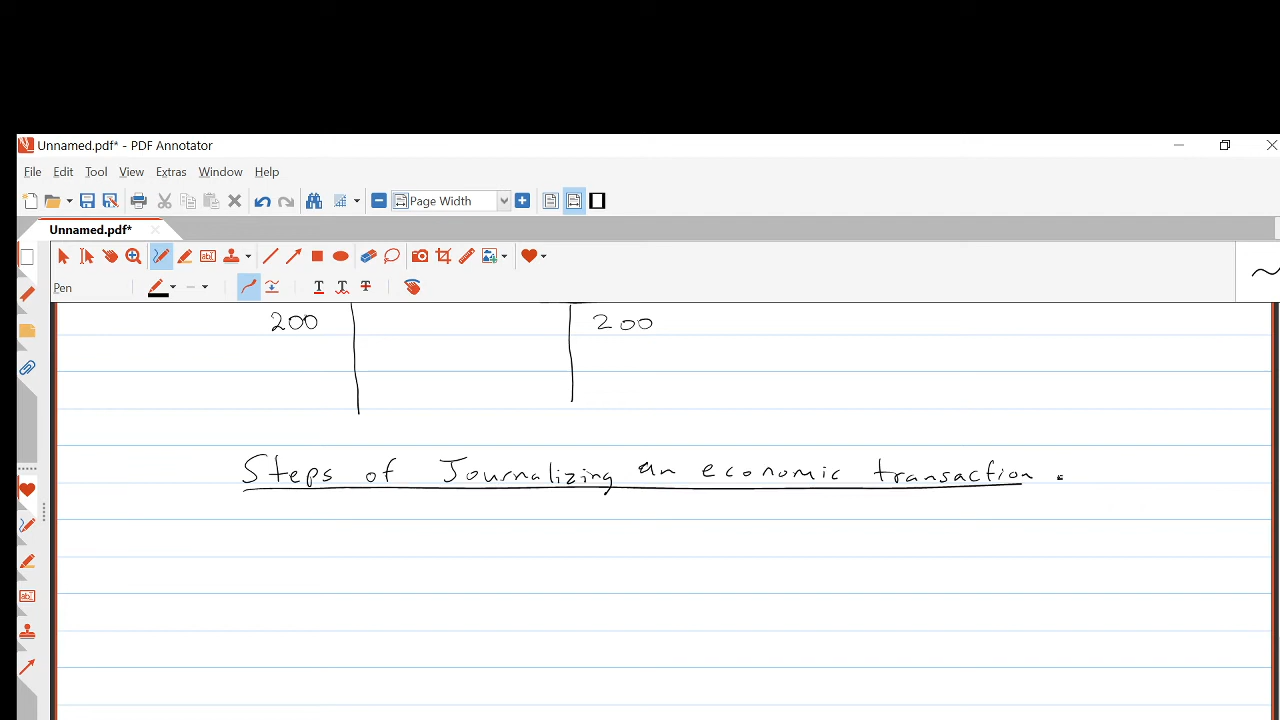 Unnamed.pdf* - PDF Annotator
File Edit Tool View Extras Window Help
Page Width
Unnamed.pdf*
Pen
200 200
Steps of Journalizing an economic transaction .